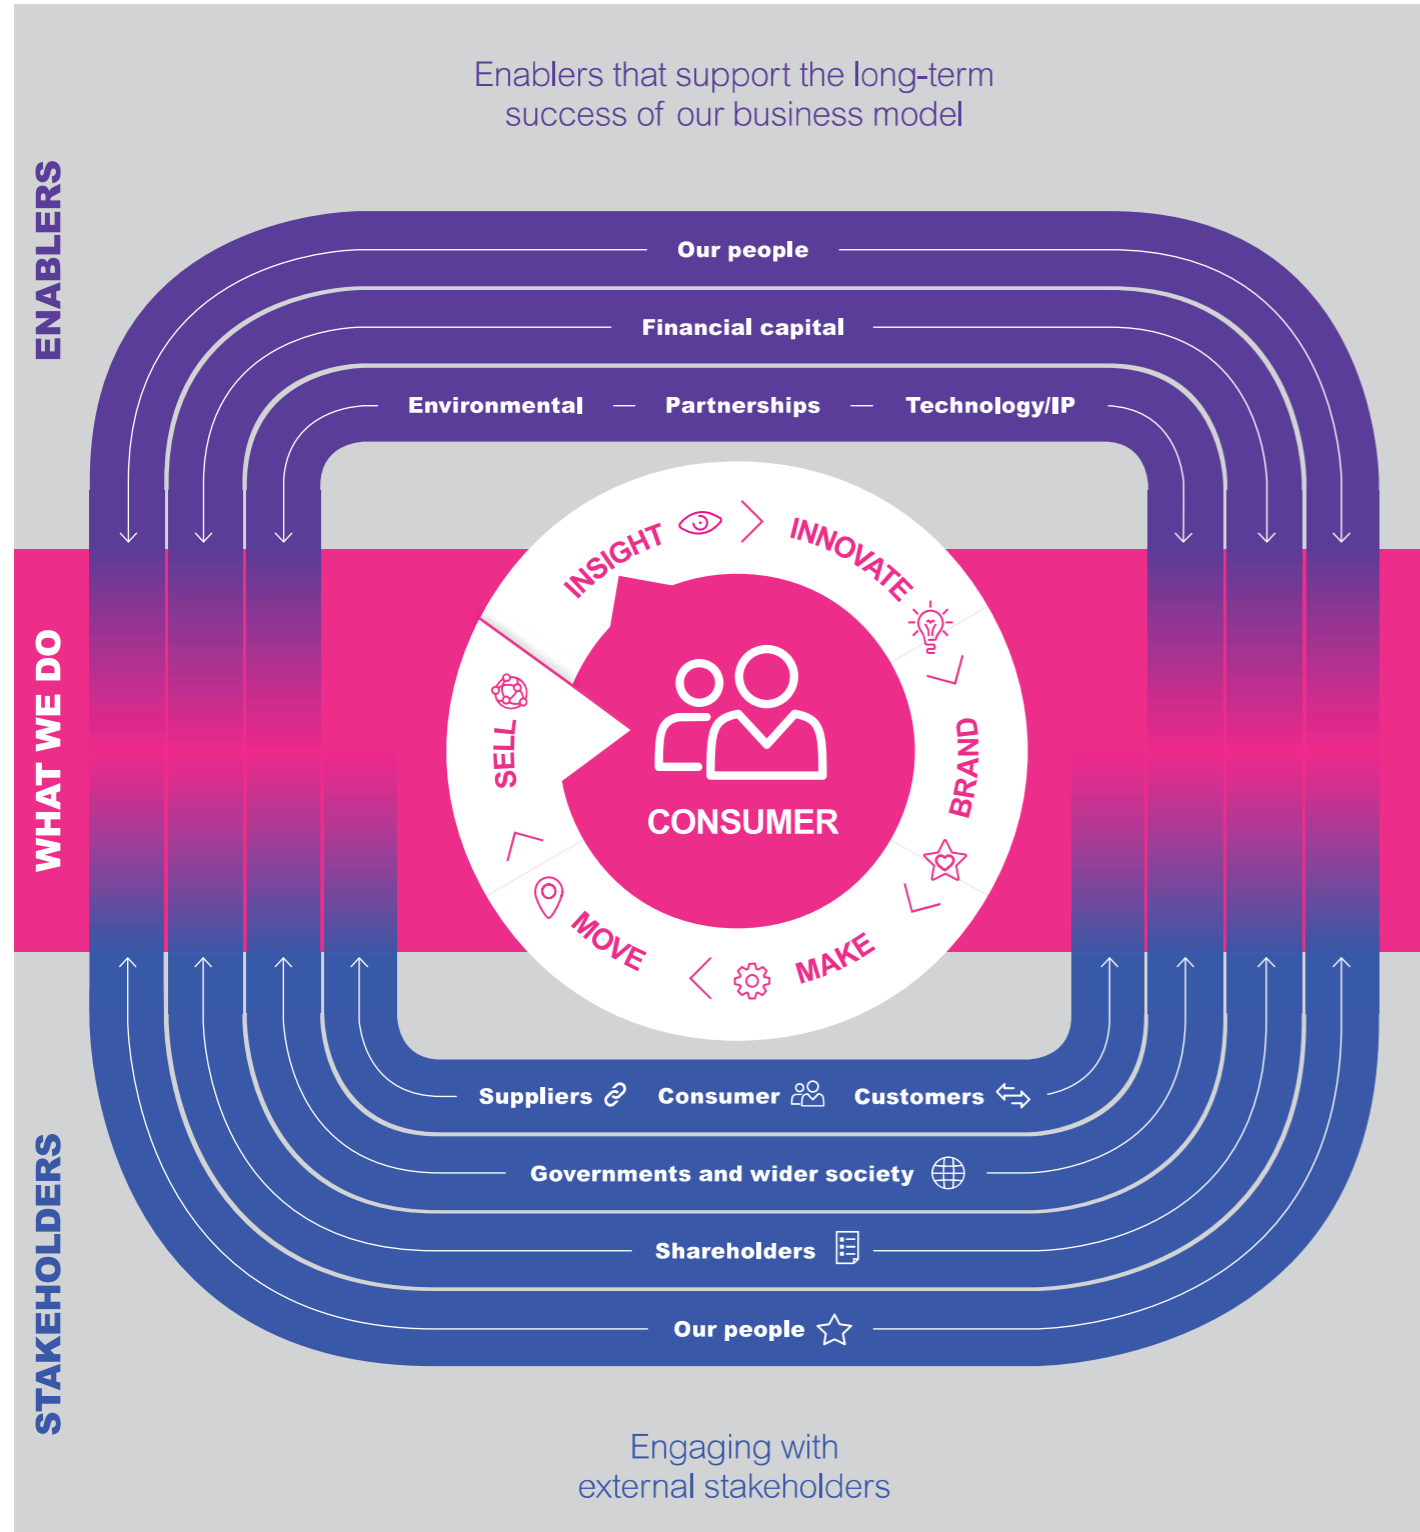 Enablers that support the long-term
success of our business model
ENABLERS
Our people
Financial capital
Environmental
Partnerships
Technology/IP
WHAT WE DO
INSIGHT
INNOVATE
BRAND
MAKE
MOVE
SELL
CONSUMER
STAKEHOLDERS
Suppliers
Consumer
Customers
Governments and wider society
Shareholders
Our people
Engaging with
external stakeholders